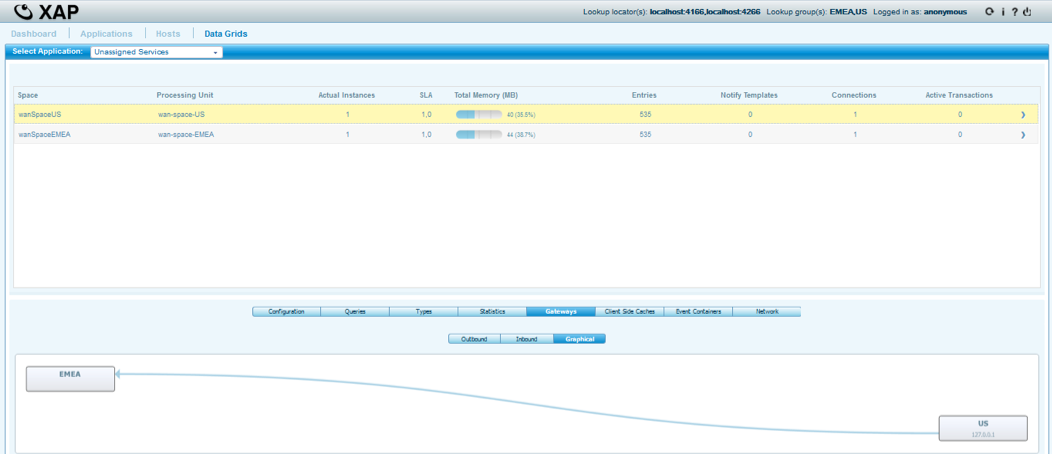 XAP Lookup locator(s): localhost:4166,localhost:4266 Lookup group(s): EMEA,US Logged in as: anonymous
Dashboard Applications Hosts Data Grids
Select Application: Unassigned Services
Space Processing Unit Actual Instances SLA Total Memory (MB) Entries Notify Templates Connections Active Transactions
wanSpaceUS wan-space-US 1 1,0 40 (35.5%) 535 0 1 0
wanSpaceEMEA wan-space-EMEA 1 1,0 44 (38.7%) 535 0 1 0
Configuration Queries Types Statistics Gateways Client Side Caches Event Containers Network
Outbound Inbound Graphical
EMEA
US
127.0.0.1